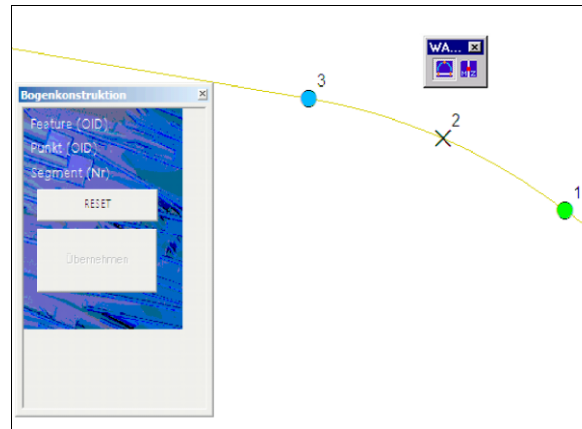 WA...
3
Bogenkonstruktion
Feature (OID)
2
Punkt (OID)
Segment (Nr)
1
RESET
Übernehmen